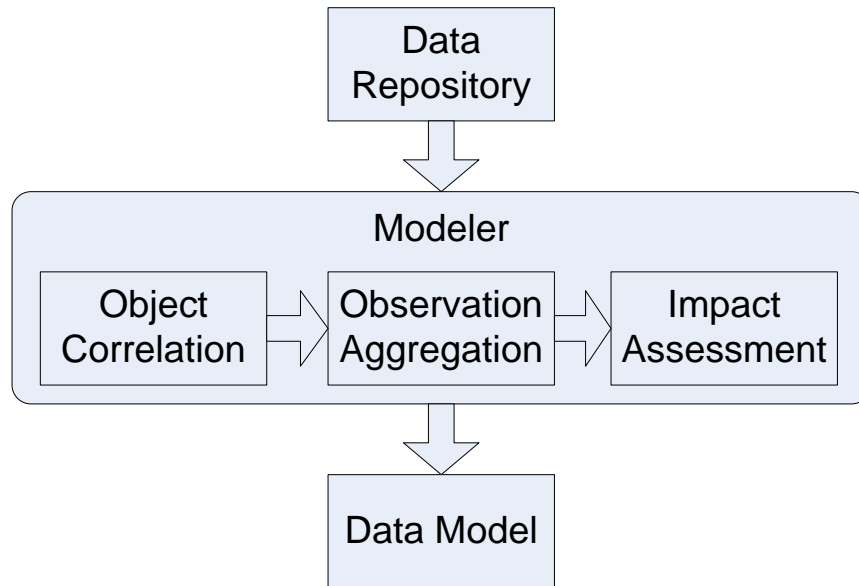 Data
Repository
Modeler
Object
Correlation
Observation
Aggregation
Impact
Assessment
Data Model